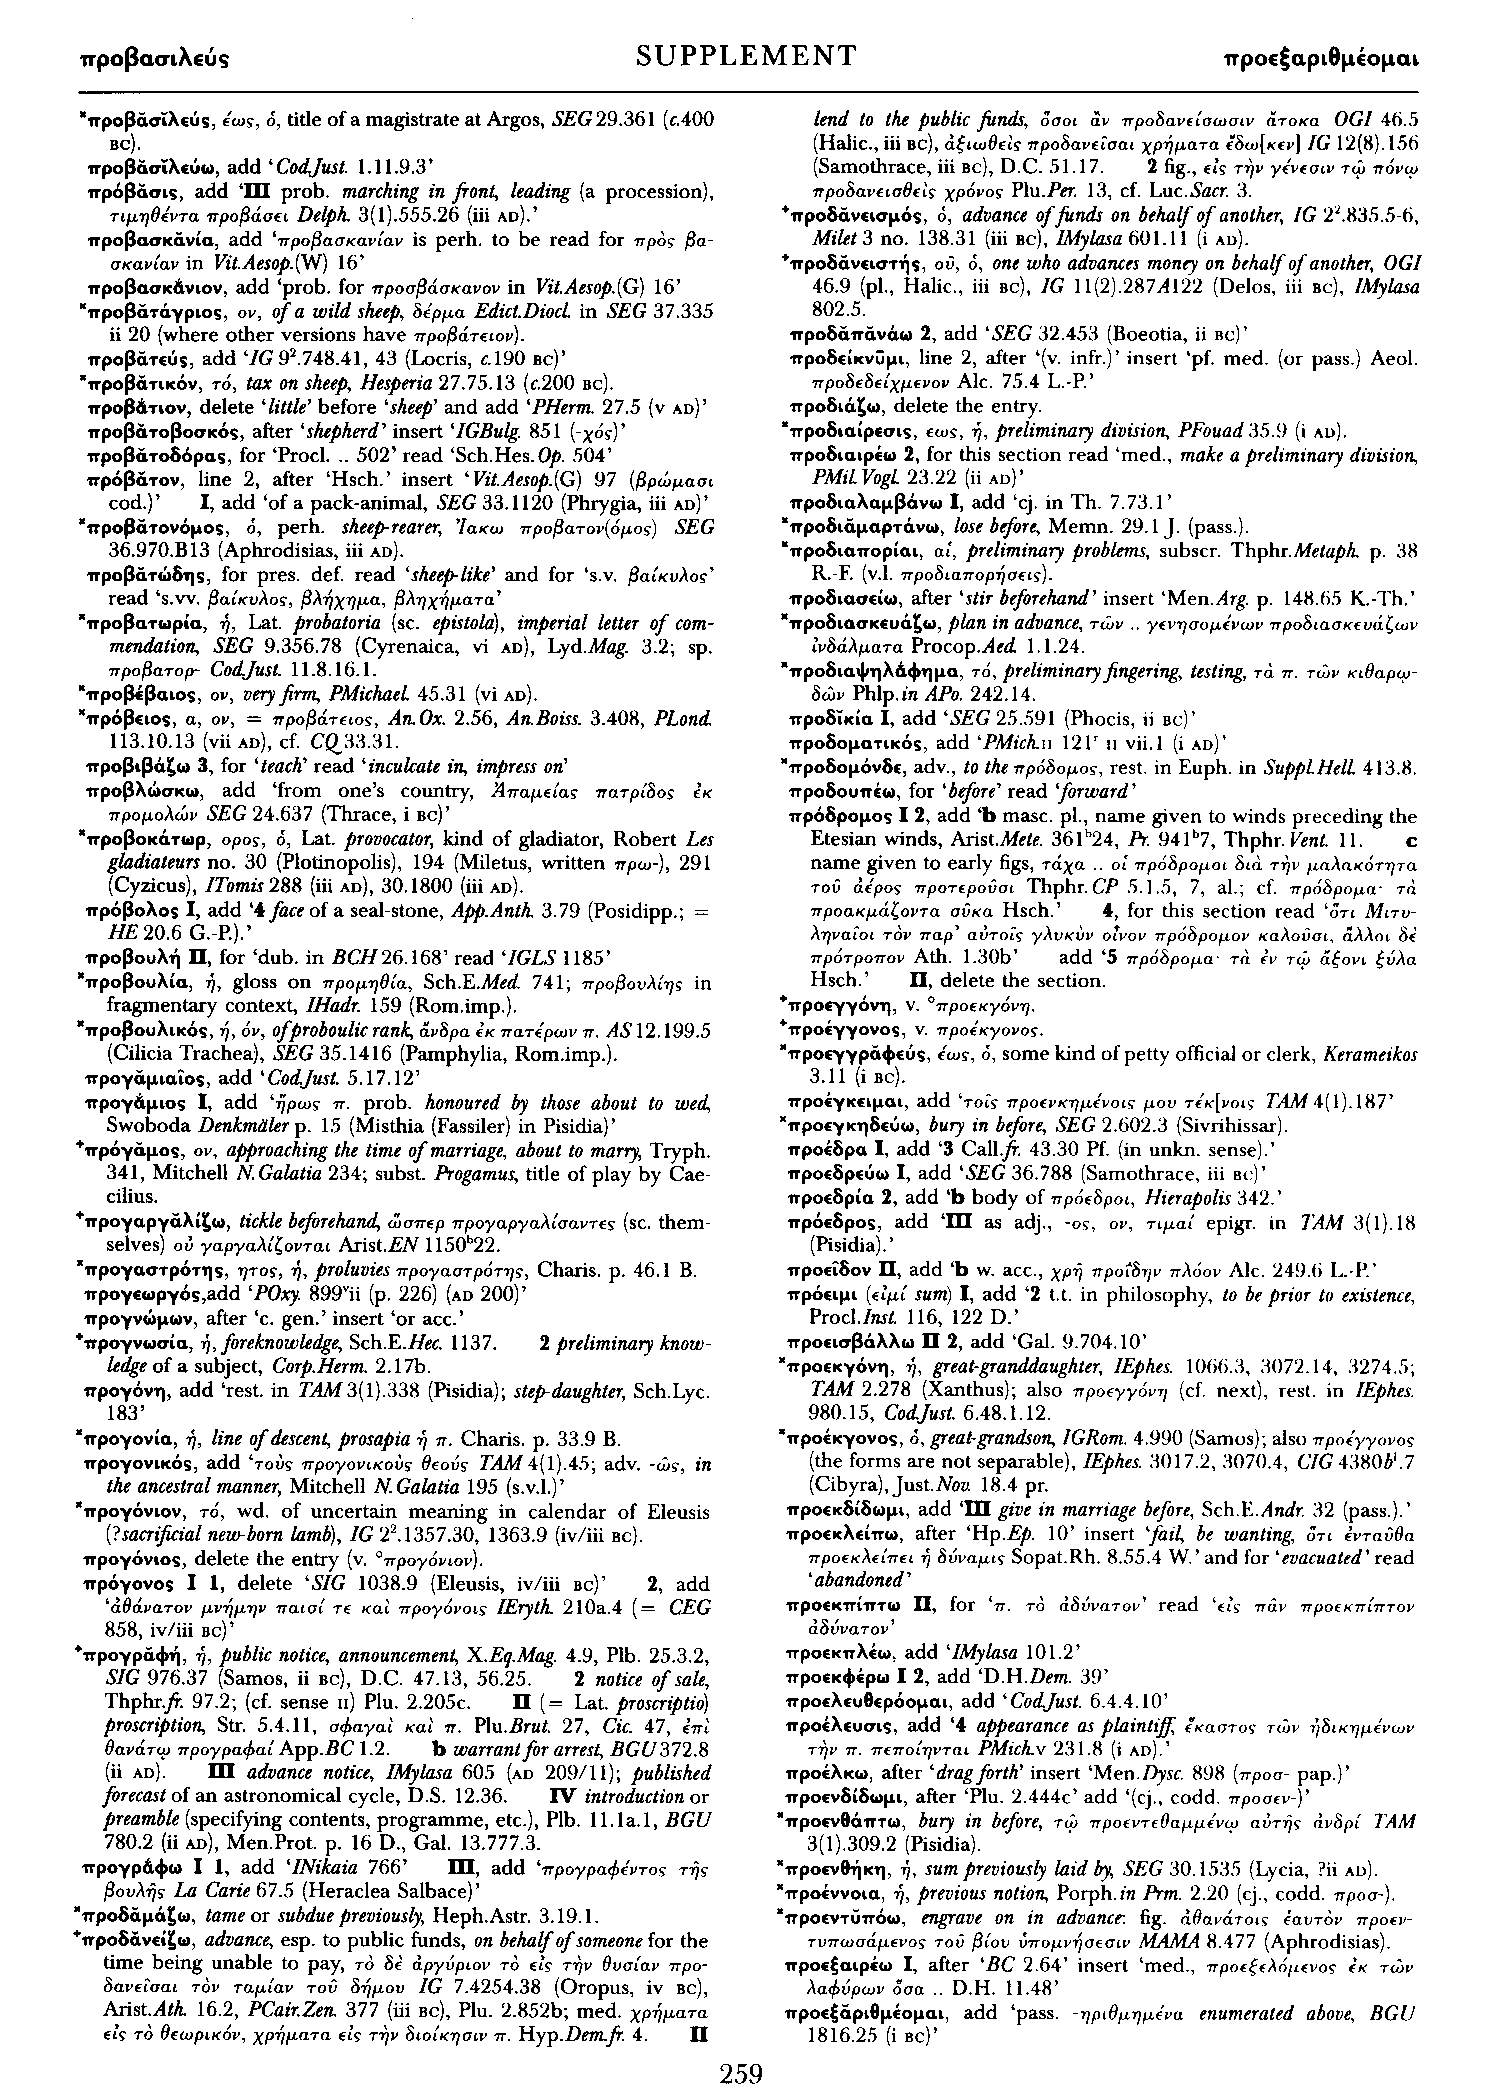 προβασιλεύς SUPPLEMENT προεξαριθμέομαι
*προβᾰσῐλεύς, έως, ὁ, title of a magistrate at Argos, SEG 29.361 (c.400
BC).
προβᾰσῐλεύω, add ‘Cod.Just. 1.11.9.3’
πρόβᾰσις, add ‘III prob. marching in front, leading (a procession),
τιμηθέντα προβάσει Delph. 3(1).555.26 (iii AD).’
προβασκᾰνία, add ‘προβασκανίαν is perh. to be read for πρὸς βα-
σκανίαν in Vit.Aesop.(W) 16’
προβασκᾰ́νιον, add ‘prob. for προσβάσκανον in Vit.Aesop.(G) 16’
*προβᾰτάγριος, ον, of a wild sheep, δέρμα Edict.Diocl. in SEG 37.335
ii 20 (where other versions have προβάτειον).
προβᾰτεύς, add ‘IG 9².748.41, 43 (Locris, c.190 BC)’
*προβᾰτικόν, τό, tax on sheep, Hesperia 27.75.13 (c.200 BC).
προβᾰ́τιον, delete ‘little’ before ‘sheep’ and add ‘PHerm. 27.5 (v AD)’
προβᾰτοβοσκός, after ‘shepherd’ insert ‘IGBulg. 851 (-χός)’
προβᾰτοδόρας, for ‘Procl. .. 502’ read ‘Sch.Hes.Op. 504’
πρόβᾰτον, line 2, after ‘Hsch.’ insert ‘Vit.Aesop.(G) 97 (βρώμασι
cod.)’ I, add ‘of a pack-animal, SEG 33.1120 (Phrygia, iii AD)’
*προβᾰτονόμος, ὁ, perh. sheep-rearer, Ἰακω προβατον(όμος) SEG
36.970.B13 (Aphrodisias, iii AD).
προβᾰτώδης, for pres. def. read ‘sheep-like’ and for ‘s.v. βαίκυλος’
read ‘s.vv. βαίκυλος, βλήχημα, βληχήματα’
*προβατωρία, ἡ, Lat. probatoria (sc. epistola), imperial letter of com-
mendation, SEG 9.356.78 (Cyrenaica, vi AD), Lyd.Mag. 3.2; sp.
προβατορ- Cod.Just. 11.8.16.1.
*προβέβαιος, ον, very firm, PMichael. 45.31 (vi AD).
*πρόβειος, α, ον, = προβάτειος, An.Ox. 2.56, An.Boiss. 3.408, PLond.
113.10.13 (vii AD), cf. CQ 33.31.
προβιβάζω 3, for ‘teach’ read ‘inculcate in, impress on’
προβλώσκω, add ‘from one’s country, Ἀπαμείας πατρίδος ἐκ
προμολών SEG 24.637 (Thrace, i BC)’
*προβοκάτωρ, ορος, ὁ, Lat. provocator, kind of gladiator, Robert Les
gladiateurs no. 30 (Plotinopolis), 194 (Miletus, written πρω-), 291
(Cyzicus), ITomis 288 (iii AD), 30.1800 (iii AD).
πρόβολος I, add ‘4 face of a seal-stone, App.Anth. 3.79 (Posidipp.; =
HE 20.6 G.-P.).’
προβουλή II, for ‘dub. in BCH 26.168’ read ‘IGLS 1185’
*προβουλία, ἡ, gloss on προμηθία, Sch.E.Med. 741; προβουλίης in
fragmentary context, IHadr. 159 (Rom.imp.).
*προβουλικός, ή, όν, of proboulic rank, ἄνδρα ἐκ πατέρων π. AS 12.199.5
(Cilicia Trachea), SEG 35.1416 (Pamphylia, Rom.imp.).
προγᾰμιαῖος, add ‘Cod.Just. 5.17.12’
προγᾰ́μιος I, add ‘ἥρως π. prob. honoured by those about to wed,
Swoboda Denkmäler p. 15 (Misthia (Fassiler) in Pisidia)’
⁺πρόγᾰμος, ον, approaching the time of marriage, about to marry, Tryph.
341, Mitchell N.Galatia 234; subst. Progamus, title of play by Cae-
cilius.
⁺προγαργᾰλίζω, tickle beforehand, ὥσπερ προγαργαλίσαντες (sc. them-
selves) οὐ γαργαλίζονται Arist.EN 1150ᵇ22.
*προγαστρότης, ητος, ἡ, proluvies προγαστρότης, Charis. p. 46.1 B.
προγεωργός,add ‘POxy. 899ᵛii (p. 226) (AD 200)’
προγνώμων, after ‘c. gen.’ insert ‘or acc.’
⁺προγνωσία, ἡ, foreknowledge, Sch.E.Hec. 1137. 2 preliminary know-
ledge of a subject, Corp.Herm. 2.17b.
προγόνη, add ‘rest. in TAM 3(1).338 (Pisidia); step-daughter, Sch.Lyc.
183’
*προγονία, ἡ, line of descent, prosapia ἡ π. Charis. p. 33.9 B.
προγονικός, add ‘τοὺς προγονικοὺς θεούς TAM 4(1).45; adv. -ῶς, in
the ancestral manner, Mitchell N.Galatia 195 (s.v.l.)’
*προγόνιον, τό, wd. of uncertain meaning in calendar of Eleusis
(?sacrificial new-born lamb), IG 2².1357.30, 1363.9 (iv/iii BC).
προγόνιος, delete the entry (v. °προγόνιον).
πρόγονος I 1, delete ‘SIG 1038.9 (Eleusis, iv/iii BC)’ 2, add
‘ἀθάνατον μνήμην παισί τε καὶ προγόνοις IEryth. 210a.4 (= CEG
858, iv/iii BC)’
⁺προγρᾰφή, ἡ, public notice, announcement, X.Eq.Mag. 4.9, Plb. 25.3.2,
SIG 976.37 (Samos, ii BC), D.C. 47.13, 56.25. 2 notice of sale,
Thphr.fr. 97.2; (cf. sense II) Plu. 2.205c. II (= Lat. proscriptio)
proscription, Str. 5.4.11, σφαγαὶ καὶ π. Plu.Brut. 27, Cic. 47, ἐπὶ
θανάτῳ προγραφαί App.BC 1.2. b warrant for arrest, BGU 372.8
(ii AD). III advance notice, IMylasa 605 (AD 209/11); published
forecast of an astronomical cycle, D.S. 12.36. IV introduction or
preamble (specifying contents, programme, etc.), Plb. 11.1a.1, BGU
780.2 (ii AD), Men.Prot. p. 16 D., Gal. 13.777.3.
προγρᾰ́φω I 1, add ‘INikaia 766’ III, add ‘προγραφέντος τῆς
βουλῆς La Carie 67.5 (Heraclea Salbace)’
*προδᾰμάζω, tame or subdue previously, Heph.Astr. 3.19.1.
⁺προδᾰνείζω, advance, esp. to public funds, on behalf of someone for the
time being unable to pay, τὸ δὲ ἀργύριον τὸ εἰς τὴν θυσίαν προ-
δανεῖσαι τὸν ταμίαν τοῦ δήμου IG 7.4254.38 (Oropus, iv BC),
Arist.Ath. 16.2, PCair.Zen. 377 (iii BC), Plu. 2.852b; med. χρήματα
εἰς τὸ θεωρικόν, χρήματα εἰς τὴν διοίκησιν π. Hyp.Dem.fr. 4. II
lend to the public funds, ὅσοι ἂν προδανείσωσιν ἄτοκα OGI 46.5
(Halic., iii BC), ἀξιωθεὶς προδανεῖσαι χρήματα ἔδω[κεν] IG 12(8).156
(Samothrace, iii BC), D.C. 51.17. 2 fig., εἰς τὴν γένεσιν τῷ πόνῳ
προδανεισθεὶς χρόνος Plu.Per. 13, cf. Luc.Sacr. 3.
⁺προδᾰνεισμός, ὁ, advance of funds on behalf of another, IG 2².835.5-6,
Milet 3 no. 138.31 (iii BC), IMylasa 601.11 (i AD).
⁺προδᾰνειστής, οῦ, ὁ, one who advances money on behalf of another, OGI
46.9 (pl., Halic., iii BC), IG 11(2).287A122 (Delos, iii BC), IMylasa
802.5.
προδᾰπᾰνάω 2, add ‘SEG 32.453 (Boeotia, ii BC)’
προδείκνῡμι, line 2, after ‘(v. infr.)’ insert ‘pf. med. (or pass.) Aeol.
προδεδείχμενον Alc. 75.4 L.-P.’
προδιάζω, delete the entry.
*προδιαίρεσις, εως, ἡ, preliminary division, PFouad 35.9 (i AD).
προδιαιρέω 2, for this section read ‘med., make a preliminary division,
PMil.Vogl. 23.22 (ii AD)’
προδιαλαμβάνω I, add ‘cj. in Th. 7.73.1’
*προδιᾰμαρτάνω, lose before, Memn. 29.1 J. (pass.).
*προδιαπορίαι, αἱ, preliminary problems, subscr. Thphr.Metaph. p. 38
R.-F. (v.l. προδιαπορήσεις).
προδιασείω, after ‘stir beforehand’ insert ‘Men.Arg. p. 148.65 K.-Th.’
*προδιασκευάζω, plan in advance, τῶν .. γενησομένων προδιασκευάζων
ἰνδάλματα Procop.Aed. 1.1.24.
*προδιαψηλάφημα, τό, preliminary fingering, testing, τὰ π. τῶν κιθαρῳ-
δῶν Phlp.in APo. 242.14.
προδῐκία I, add ‘SEG 25.591 (Phocis, ii BC)’
προδοματικός, add ‘PMich.II 121ʳ II vii.1 (i AD)’
*προδομόνδε, adv., to the πρόδομος, rest. in Euph. in Suppl.Hell. 413.8.
προδουπέω, for ‘before’ read ‘forward’
πρόδρομος I 2, add ‘b masc. pl., name given to winds preceding the
Etesian winds, Arist.Mete. 361ᵇ24, Pr. 941ᵇ7, Thphr.Vent. 11. c
name given to early figs, τάχα .. οἱ πρόδρομοι διὰ τὴν μαλακότητα
τοῦ ἀέρος προτεροῦσι Thphr.CP 5.1.5, 7, al.; cf. πρόδρομα· τὰ
προακμάζοντα σῦκα Hsch.’ 4, for this section read ‘ὅτι Μιτυ-
ληναῖοι τὸν παρ’ αὐτοῖς γλυκὺν οἶνον πρόδρομον καλοῦσι, ἄλλοι δὲ
πρότροπον Ath. 1.30b’ add ‘5 πρόδρομα· τὰ ἐν τῷ ἄξονι ξύλα
Hsch.’ II, delete the section.
⁺προεγγόνη, v. °προεκγόνη.
⁺προέγγονος, v. προέκγονος.
*προεγγρᾰφεύς, έως, ὁ, some kind of petty official or clerk, Kerameikos
3.11 (i BC).
προέγκειμαι, add ‘τοῖς προενκημένοις μου τέκ[νοις TAM 4(1).187’
*προεγκηδεύω, bury in before, SEG 2.602.3 (Sivrihissar).
προέδρα I, add ‘3 Call.fr. 43.30 Pf. (in unkn. sense).’
προεδρεύω I, add ‘SEG 36.788 (Samothrace, iii BC)’
προεδρία 2, add ‘b body of πρόεδροι, Hierapolis 342.’
πρόεδρος, add ‘III as adj., -ος, ον, τιμαί epigr. in TAM 3(1).18
(Pisidia).’
προεῖδον II, add ‘b w. acc., χρῆ προΐδην πλόον Alc. 249.6 L.-P.’
πρόειμι (εἰμί sum) I, add ‘2 t.t. in philosophy, to be prior to existence,
Procl.Inst. 116, 122 D.’
προεισβάλλω II 2, add ‘Gal. 9.704.10’
*προεκγόνη, ἡ, great-granddaughter, IEphes. 1066.3, 3072.14, 3274.5;
TAM 2.278 (Xanthus); also προεγγόνη (cf. next), rest. in IEphes.
980.15, Cod.Just. 6.48.1.12.
*προέκγονος, ὁ, great-grandson, IGRom. 4.990 (Samos); also προέγγονος
(the forms are not separable), IEphes. 3017.2, 3070.4, CIG 4380b¹.7
(Cibyra), Just.Nov. 18.4 pr.
προεκδίδωμι, add ‘III give in marriage before, Sch.E.Andr. 32 (pass.).’
προεκλείπω, after ‘Hp.Ep. 10’ insert ‘fail, be wanting, ὅτι ἐνταῦθα
προεκλείπει ἡ δύναμις Sopat.Rh. 8.55.4 W.’ and for ‘evacuated’ read
‘abandoned’
προεκπίπτω II, for ‘π. τὸ ἀδύνατον’ read ‘εἰς πᾶν προεκπίπτον
ἀδύνατον’
προεκπλέω, add ‘IMylasa 101.2’
προεκφέρω I 2, add ‘D.H.Dem. 39’
προελευθερόομαι, add ‘Cod.Just. 6.4.4.10’
προέλευσις, add ‘4 appearance as plaintiff, ἕκαστος τῶν ἠδικημένων
τὴν π. πεποίηνται PMich.V 231.8 (i AD).’
προέλκω, after ‘drag forth’ insert ‘Men.Dysc. 898 (προσ- pap.)’
προενδίδωμι, after ‘Plu. 2.444c’ add ‘(cj., codd. προσεν-)’
*προενθάπτω, bury in before, τῷ προεντεθαμμένῳ αὐτῆς ἀνδρί TAM
3(1).309.2 (Pisidia).
*προενθήκη, ἡ, sum previously laid by, SEG 30.1535 (Lycia, ?ii AD).
*προέννοια, ἡ, previous notion, Porph.in Prm. 2.20 (cj., codd. προσ-).
*προεντῠπόω, engrave on in advance: fig. ἀθανάτοις ἑαυτὸν προεν-
τυπωσάμενος τοῦ βίου ὑπομνήσεσιν MAMA 8.477 (Aphrodisias).
προεξαιρέω I, after ‘BC 2.64’ insert ‘med., προεξελόμενος ἐκ τῶν
λαφύρων ὅσα .. D.H. 11.48’
προεξᾰριθμέομαι, add ‘pass. -ηριθμημένα enumerated above, BGU
1816.25 (i BC)’
259